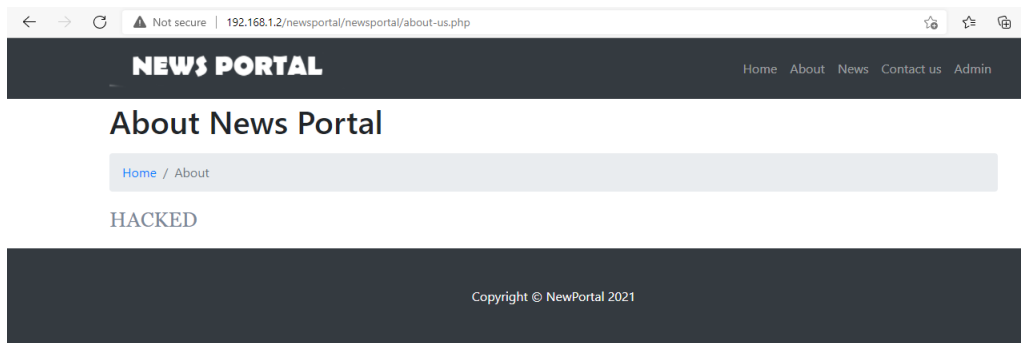 Not secure | 192.168.1.2/newsportal/newsportal/about-us.php
NEWS PORTAL
Home About News Contact us Admin
About News Portal
Home / About
HACKED
Copyright © NewPortal 2021